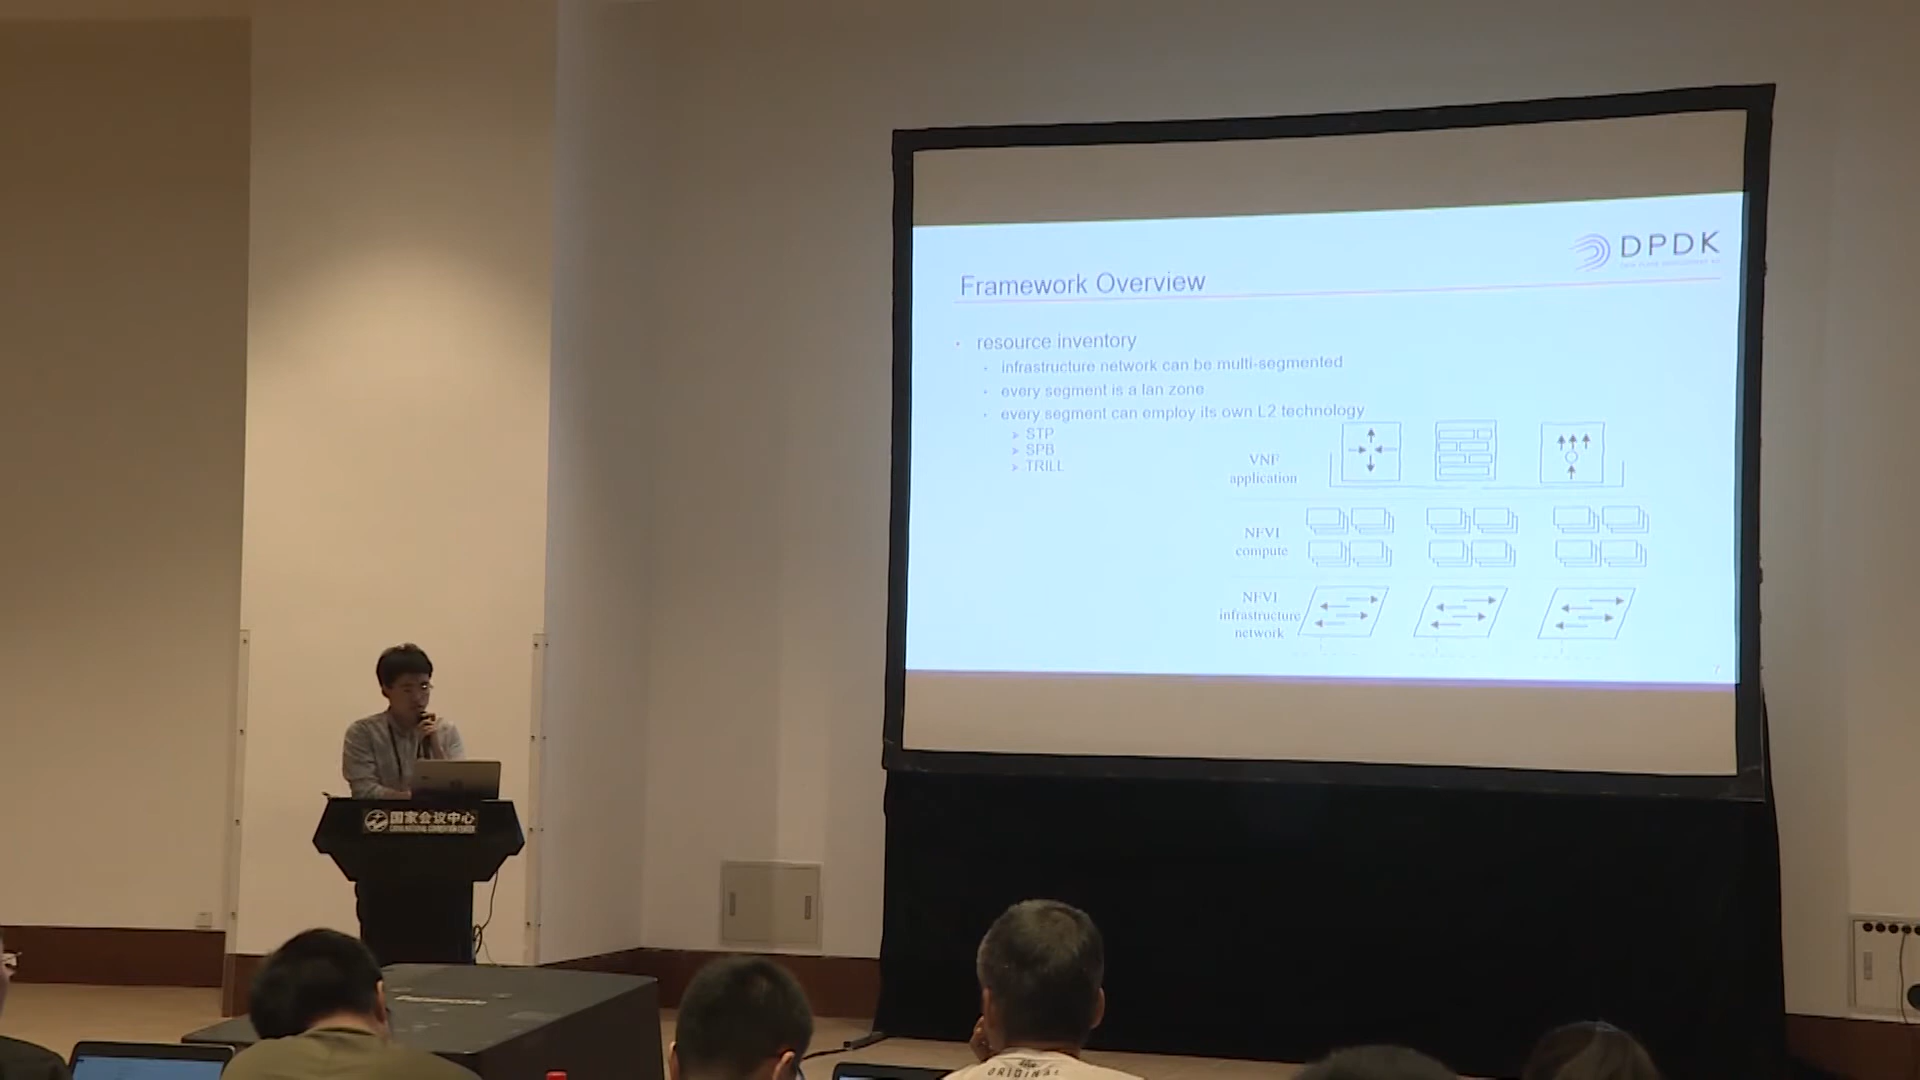 DPDK
Framework Overview
resource inventory
infrastructure network can be multi-segmented
every segment is a lan zone
every segment can employ its own L2 technology
STP
SPB
TRILL
VNF
application
NFVI
compute
NFVI
infrastructure
network
7
国家会议中心
ORIGINAL